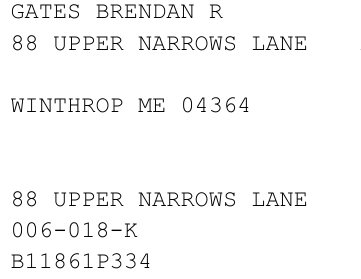 GATES BRENDAN R
88 UPPER NARROWS LANE
WINTHROP ME 04364
88 UPPER NARROWS LANE
006-018-K
B11861P334